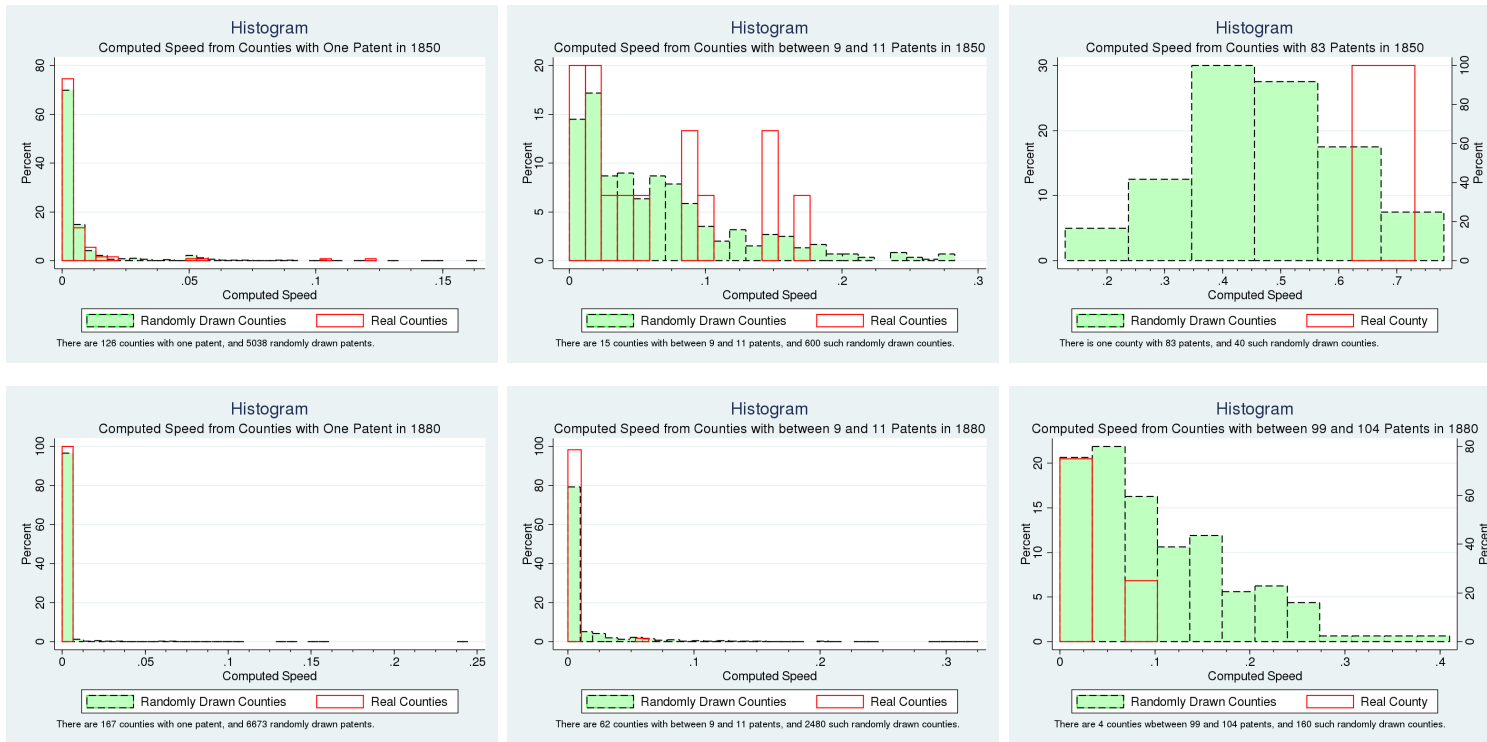 Histogram
Computed Speed from Counties with One Patent in 1850
Percent
80
60
40
20
0
0 .05 .1 .15
Computed Speed
Randomly Drawn Counties Real Counties
There are 126 counties with one patent, and 5038 randomly drawn patents.
Histogram
Computed Speed from Counties with between 9 and 11 Patents in 1850
Percent
20
15
10
5
0
0 .1 .2 .3
Computed Speed
Randomly Drawn Counties Real Counties
There are 15 counties with between 9 and 11 patents, and 600 such randomly drawn counties.
Histogram
Computed Speed from Counties with 83 Patents in 1850
Percent
30
20
10
0
100
80
60
40
20
0
Percent
.2 .3 .4 .5 .6 .7
Computed Speed
Randomly Drawn Counties Real County
There is one county with 83 patents, and 40 such randomly drawn counties.
Histogram
Computed Speed from Counties with One Patent in 1880
Percent
100
80
60
40
20
0
0 .05 .1 .15 .2 .25
Computed Speed
Randomly Drawn Counties Real Counties
There are 167 counties with one patent, and 6673 randomly drawn patents.
Histogram
Computed Speed from Counties with between 9 and 11 Patents in 1880
Percent
100
80
60
40
20
0
0 .1 .2 .3
Computed Speed
Randomly Drawn Counties Real Counties
There are 62 counties with between 9 and 11 patents, and 2480 such randomly drawn counties.
Histogram
Computed Speed from Counties with between 99 and 104 Patents in 1880
Percent
20
15
10
5
0
80
60
40
20
0
Percent
0 .1 .2 .3 .4
Computed Speed
Randomly Drawn Counties Real County
There are 4 counties wbetween 99 and 104 patents, and 160 such randomly drawn counties.